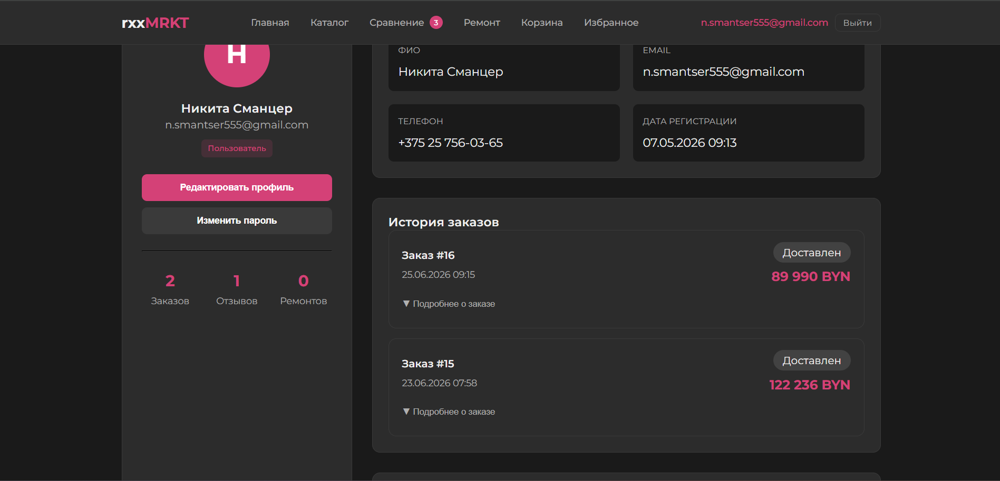 rxxMRKT
Главная
Каталог
Сравнение 3
Ремонт
Корзина
Избранное
n.smantser555@gmail.com
Выйти
Н
Никита Сманцер
n.smantser555@gmail.com
Пользователь
Редактировать профиль
Изменить пароль
2
Заказов
1
Отзывов
0
Ремонтов
ФИО
Никита Сманцер
EMAIL
n.smantser555@gmail.com
ТЕЛЕФОН
+375 25 756-03-65
ДАТА РЕГИСТРАЦИИ
07.05.2026 09:13
История заказов
Заказ #16
Доставлен
25.06.2026 09:15
89 990 BYN
▼ Подробнее о заказе
Заказ #15
Доставлен
23.06.2026 07:58
122 236 BYN
▼ Подробнее о заказе